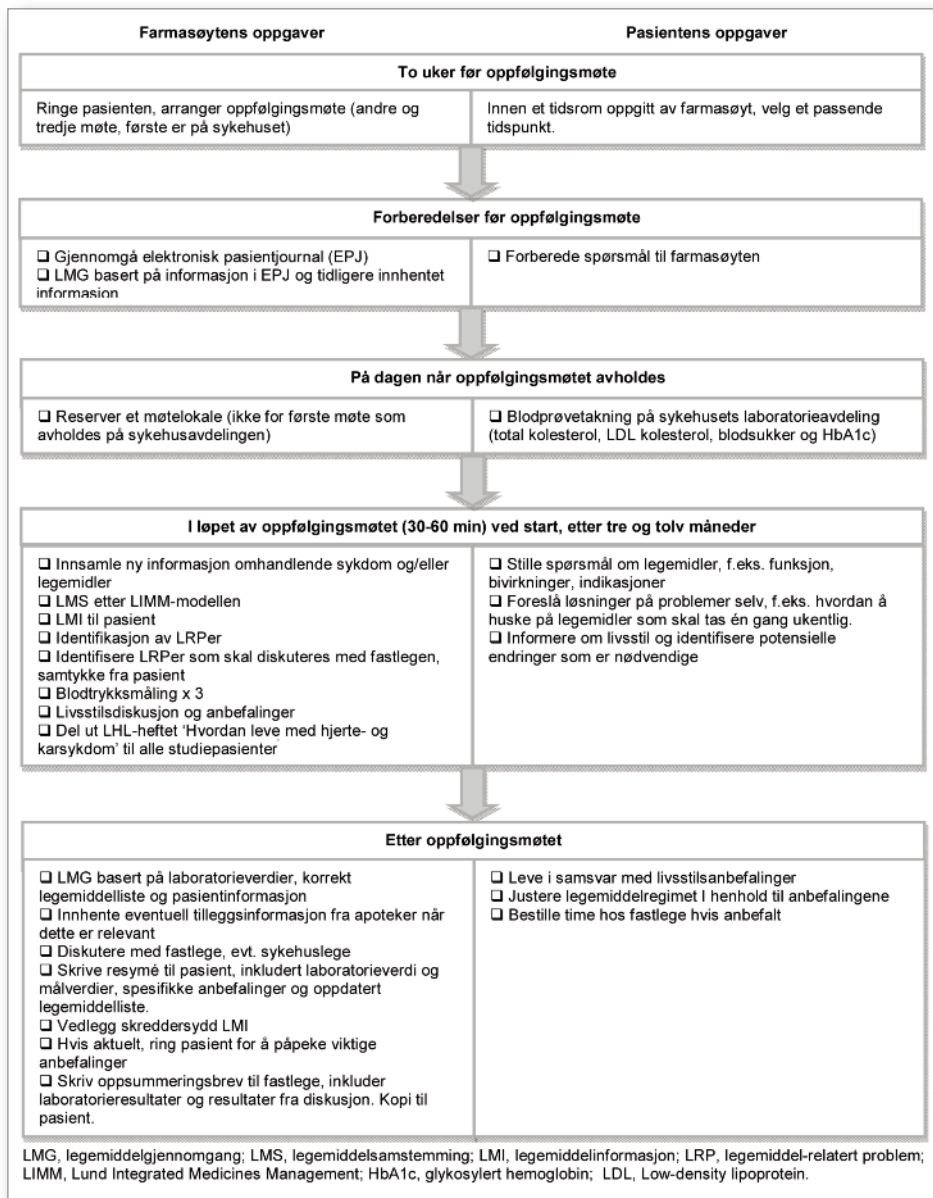 Farmasøytens oppgaver
Pasientens oppgaver
To uker før oppfølgingsmøte
Ringe pasienten, arranger oppfølgingsmøte (andre og
tredje møte, første er på sykehuset)
Innen et tidsrom oppgitt av farmasøyt, velg et passende
tidspunkt.
Forberedelser før oppfølgingsmøte
❑ Gjennomgå elektronisk pasientjournal (EPJ)
❑ LMG basert på informasjon i EPJ og tidligere innhentet
informasjon
❑ Forberede spørsmål til farmasøyten
På dagen når oppfølgingsmøtet avholdes
❑ Reserver et møtelokale (ikke for første møte som
avholdes på sykehusavdelingen)
❑ Blodprøvetakning på sykehusets laboratorieavdeling
(total kolesterol, LDL kolesterol, blodsukker og HbA1c)
I løpet av oppfølgingsmøtet (30-60 min) ved start, etter tre og tolv måneder
❑ Innsamle ny informasjon omhandlende sykdom og/eller
legemidler
❑ LMS etter LIMM-modellen
❑ LMI til pasient
❑ Identifikasjon av LRPer
❑ Identifisere LRPer som skal diskuteres med fastlegen,
samtykke fra pasient
❑ Blodtrykksmåling x 3
❑ Livsstilsdiskusjon og anbefalinger
❑ Del ut LHL-heftet 'Hvordan leve med hjerte- og
karsykdom' til alle studiepasienter
❑ Stille spørsmål om legemidler, f.eks. funksjon,
bivirkninger, indikasjoner
❑ Foreslå løsninger på problemer selv, f.eks. hvordan å
huske på legemidler som skal tas én gang ukentlig.
❑ Informere om livsstil og identifisere potensielle
endringer som er nødvendige
Etter oppfølgingsmøtet
❑ LMG basert på laboratorieverdier, korrekt
legemiddelliste og pasientinformasjon
❑ Innhente eventuell tilleggsinformasjon fra apoteker når
dette er relevant
❑ Diskutere med fastlege, evt. sykehuslege
❑ Skrive resymé til pasient, inkludert laboratorieverdi og
målverdier, spesifikke anbefalinger og oppdatert
legemiddelliste.
❑ Vedlegg skreddersydd LMI
❑ Hvis aktuelt, ring pasient for å påpeke viktige
anbefalinger
❑ Skriv oppsummeringsbrev til fastlege, inkluder
laboratorieresultater og resultater fra diskusjon. Kopi til
pasient.
❑ Leve i samsvar med livsstilsanbefalinger
❑ Justere legemiddelregimet I henhold til anbefalingene
❑ Bestille time hos fastlege hvis anbefalt
LMG, legemiddelgjennomgang; LMS, legemiddelsamstemming; LMI, legemiddelinformasjon; LRP, legemiddel-relatert problem;
LIMM, Lund Integrated Medicines Management; HbA1c, glykosylert hemoglobin; LDL, Low-density lipoprotein.